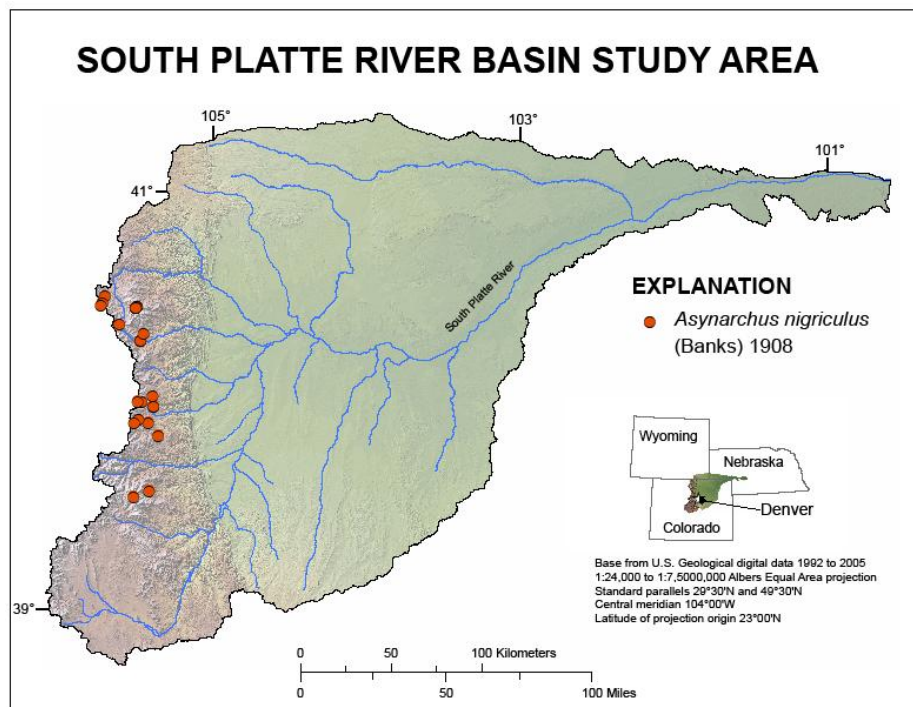 SOUTH PLATTE RIVER BASIN STUDY AREA
105°
103°
101°
41°
South Platte River
EXPLANATION
Asynarchus nigriculus
(Banks) 1908
Wyoming
Nebraska
Denver
Colorado
Base from U.S. Geological digital data 1992 to 2005
1:24,000 to 1:7,5000,000 Albers Equal Area projection
Standard parallels 29°30'N and 49°30'N
Central meridian 104°00'W
Latitude of projection origin 23°00'N
39°
0 50 100 Kilometers
0 50 100 Miles